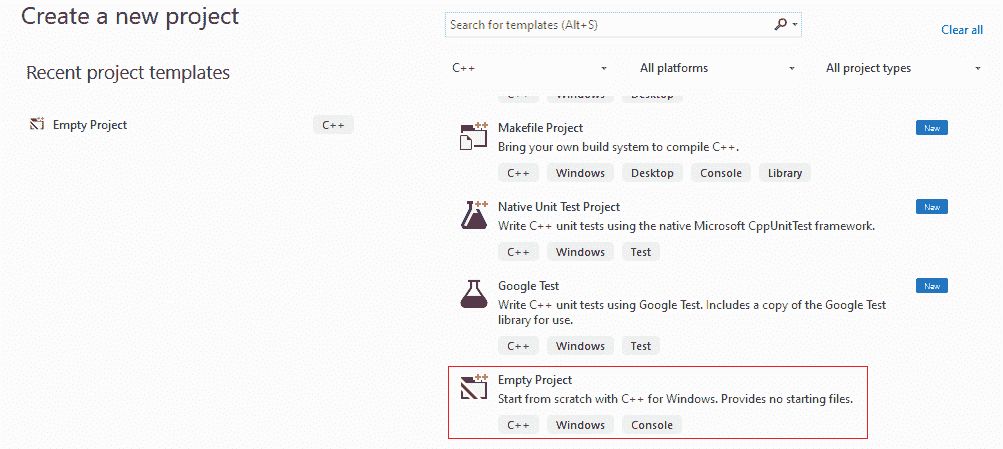 Create a new project
Search for templates (Alt+S)
Clear all
Recent project templates
C++
All platforms
All project types
Empty Project
C++
C++
Windows
Desktop
Makefile Project
New
Bring your own build system to compile C++.
C++
Windows
Desktop
Console
Library
Native Unit Test Project
New
Write C++ unit tests using the native Microsoft CppUnitTest framework.
C++
Windows
Test
Google Test
New
Write C++ unit tests using Google Test. Includes a copy of the Google Test
library for use.
C++
Windows
Test
Empty Project
Start from scratch with C++ for Windows. Provides no starting files.
C++
Windows
Console